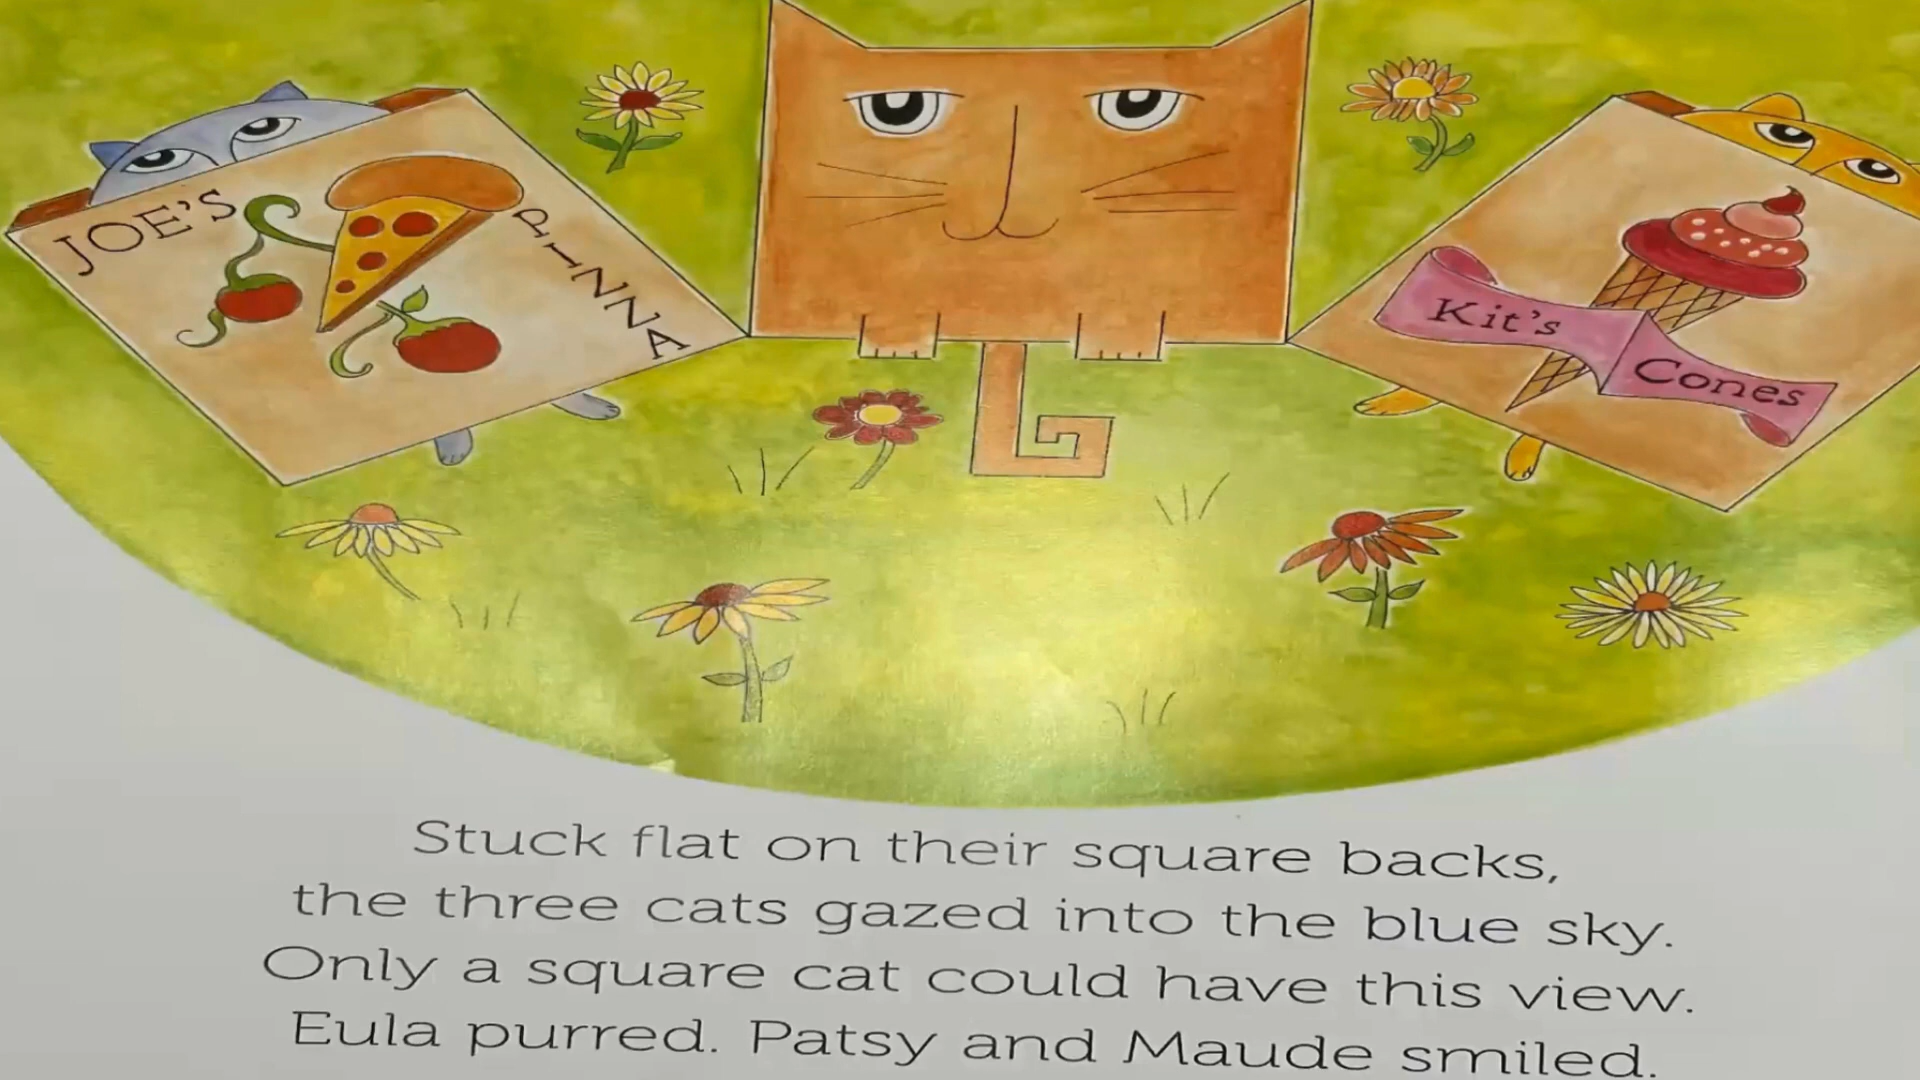 JOE'S
PINNA
Kit's
Cones
Stuck flat on their square backs,
the three cats gazed into the blue sky.
Only a square cat could have this view.
Eula purred. Patsy and Maude smiled.